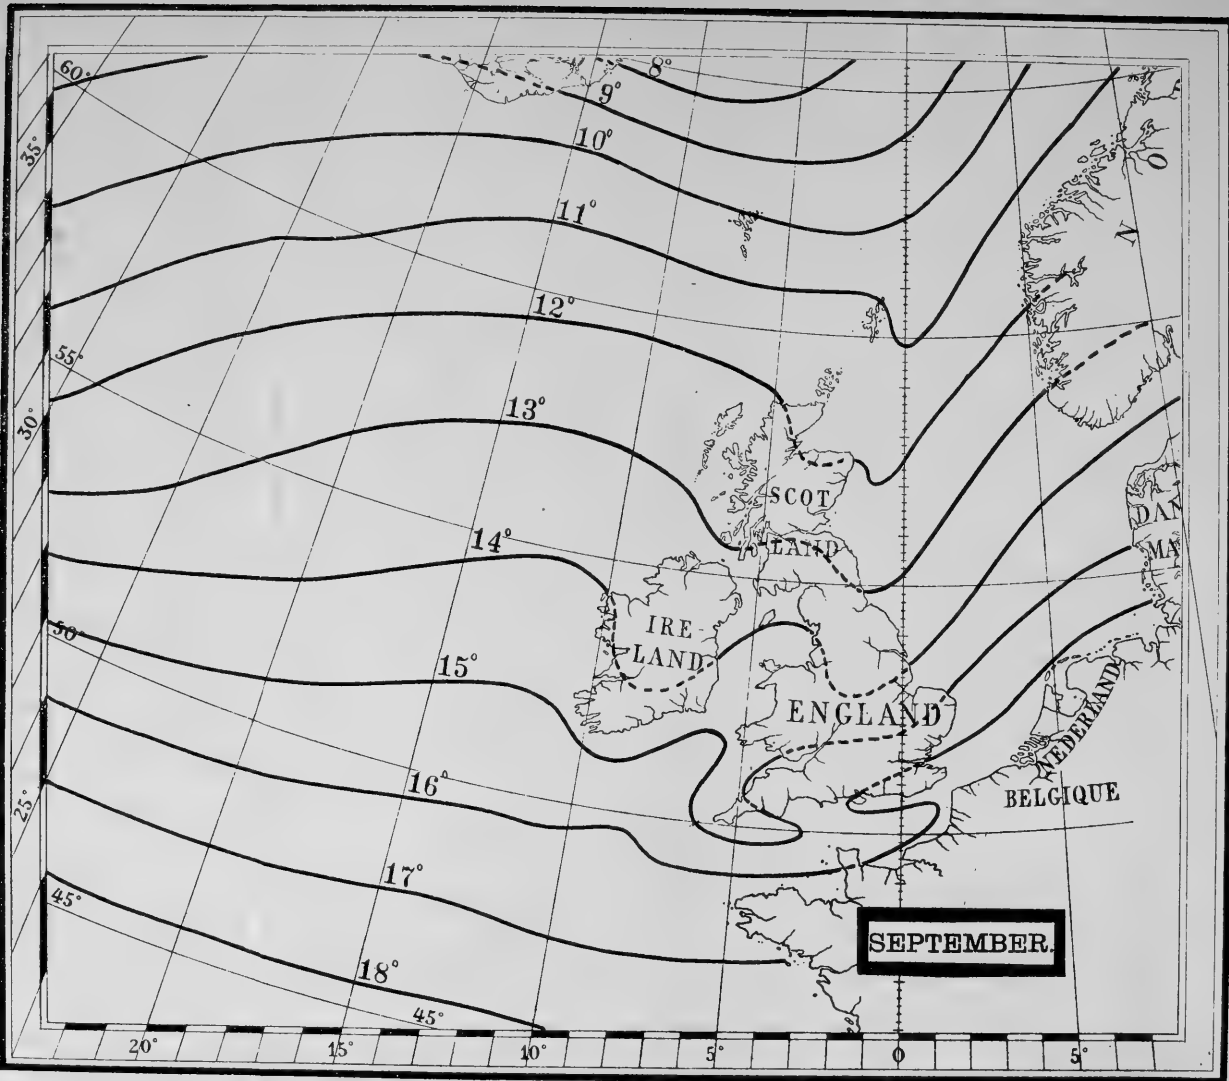 8°
60°
9°
10°
35°
O
11°
N
12°
55°
13°
30°
SCOT
DAN
14°
LAND
MA
IRE-
50°
LAND
15°
ENGLAND
NEDERLAND
16°
BELGIQUE
25°
17°
45°
SEPTEMBER.
18°
45°
20°
15°
10°
5°
0
5°